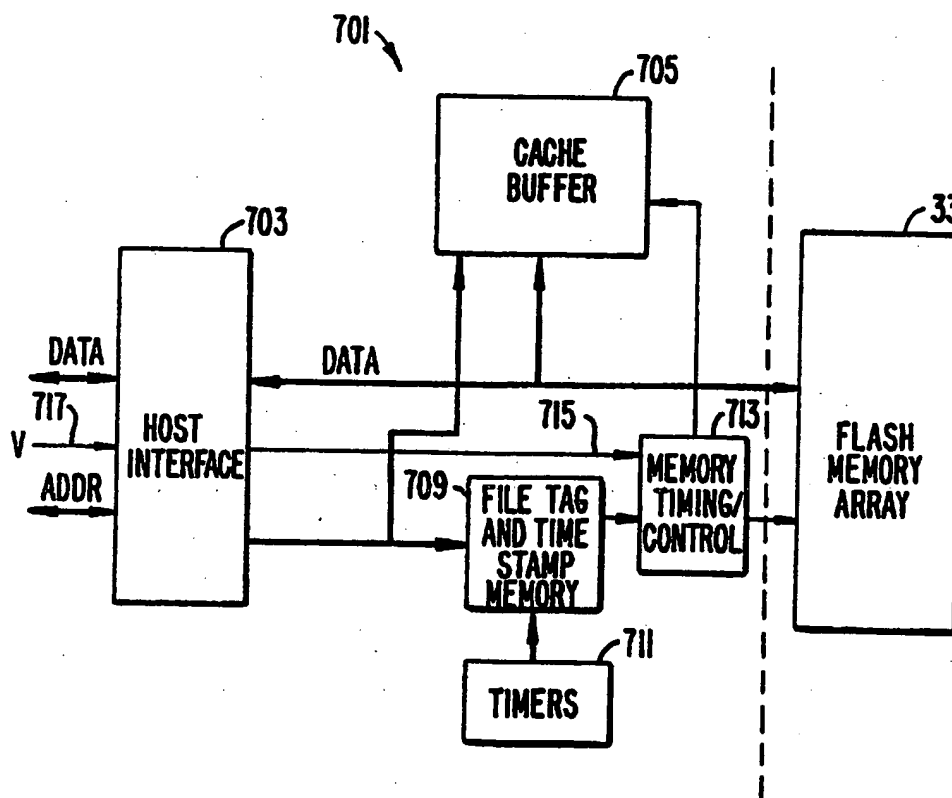 701
705
CACHE
BUFFER
703
33
DATA
DATA
717
715
713
V
HOST
INTERFACE
MEMORY
TIMING/
CONTROL
FLASH
MEMORY
ARRAY
ADDR
709
FILE TAG
AND TIME
STAMP
MEMORY
711
TIMERS